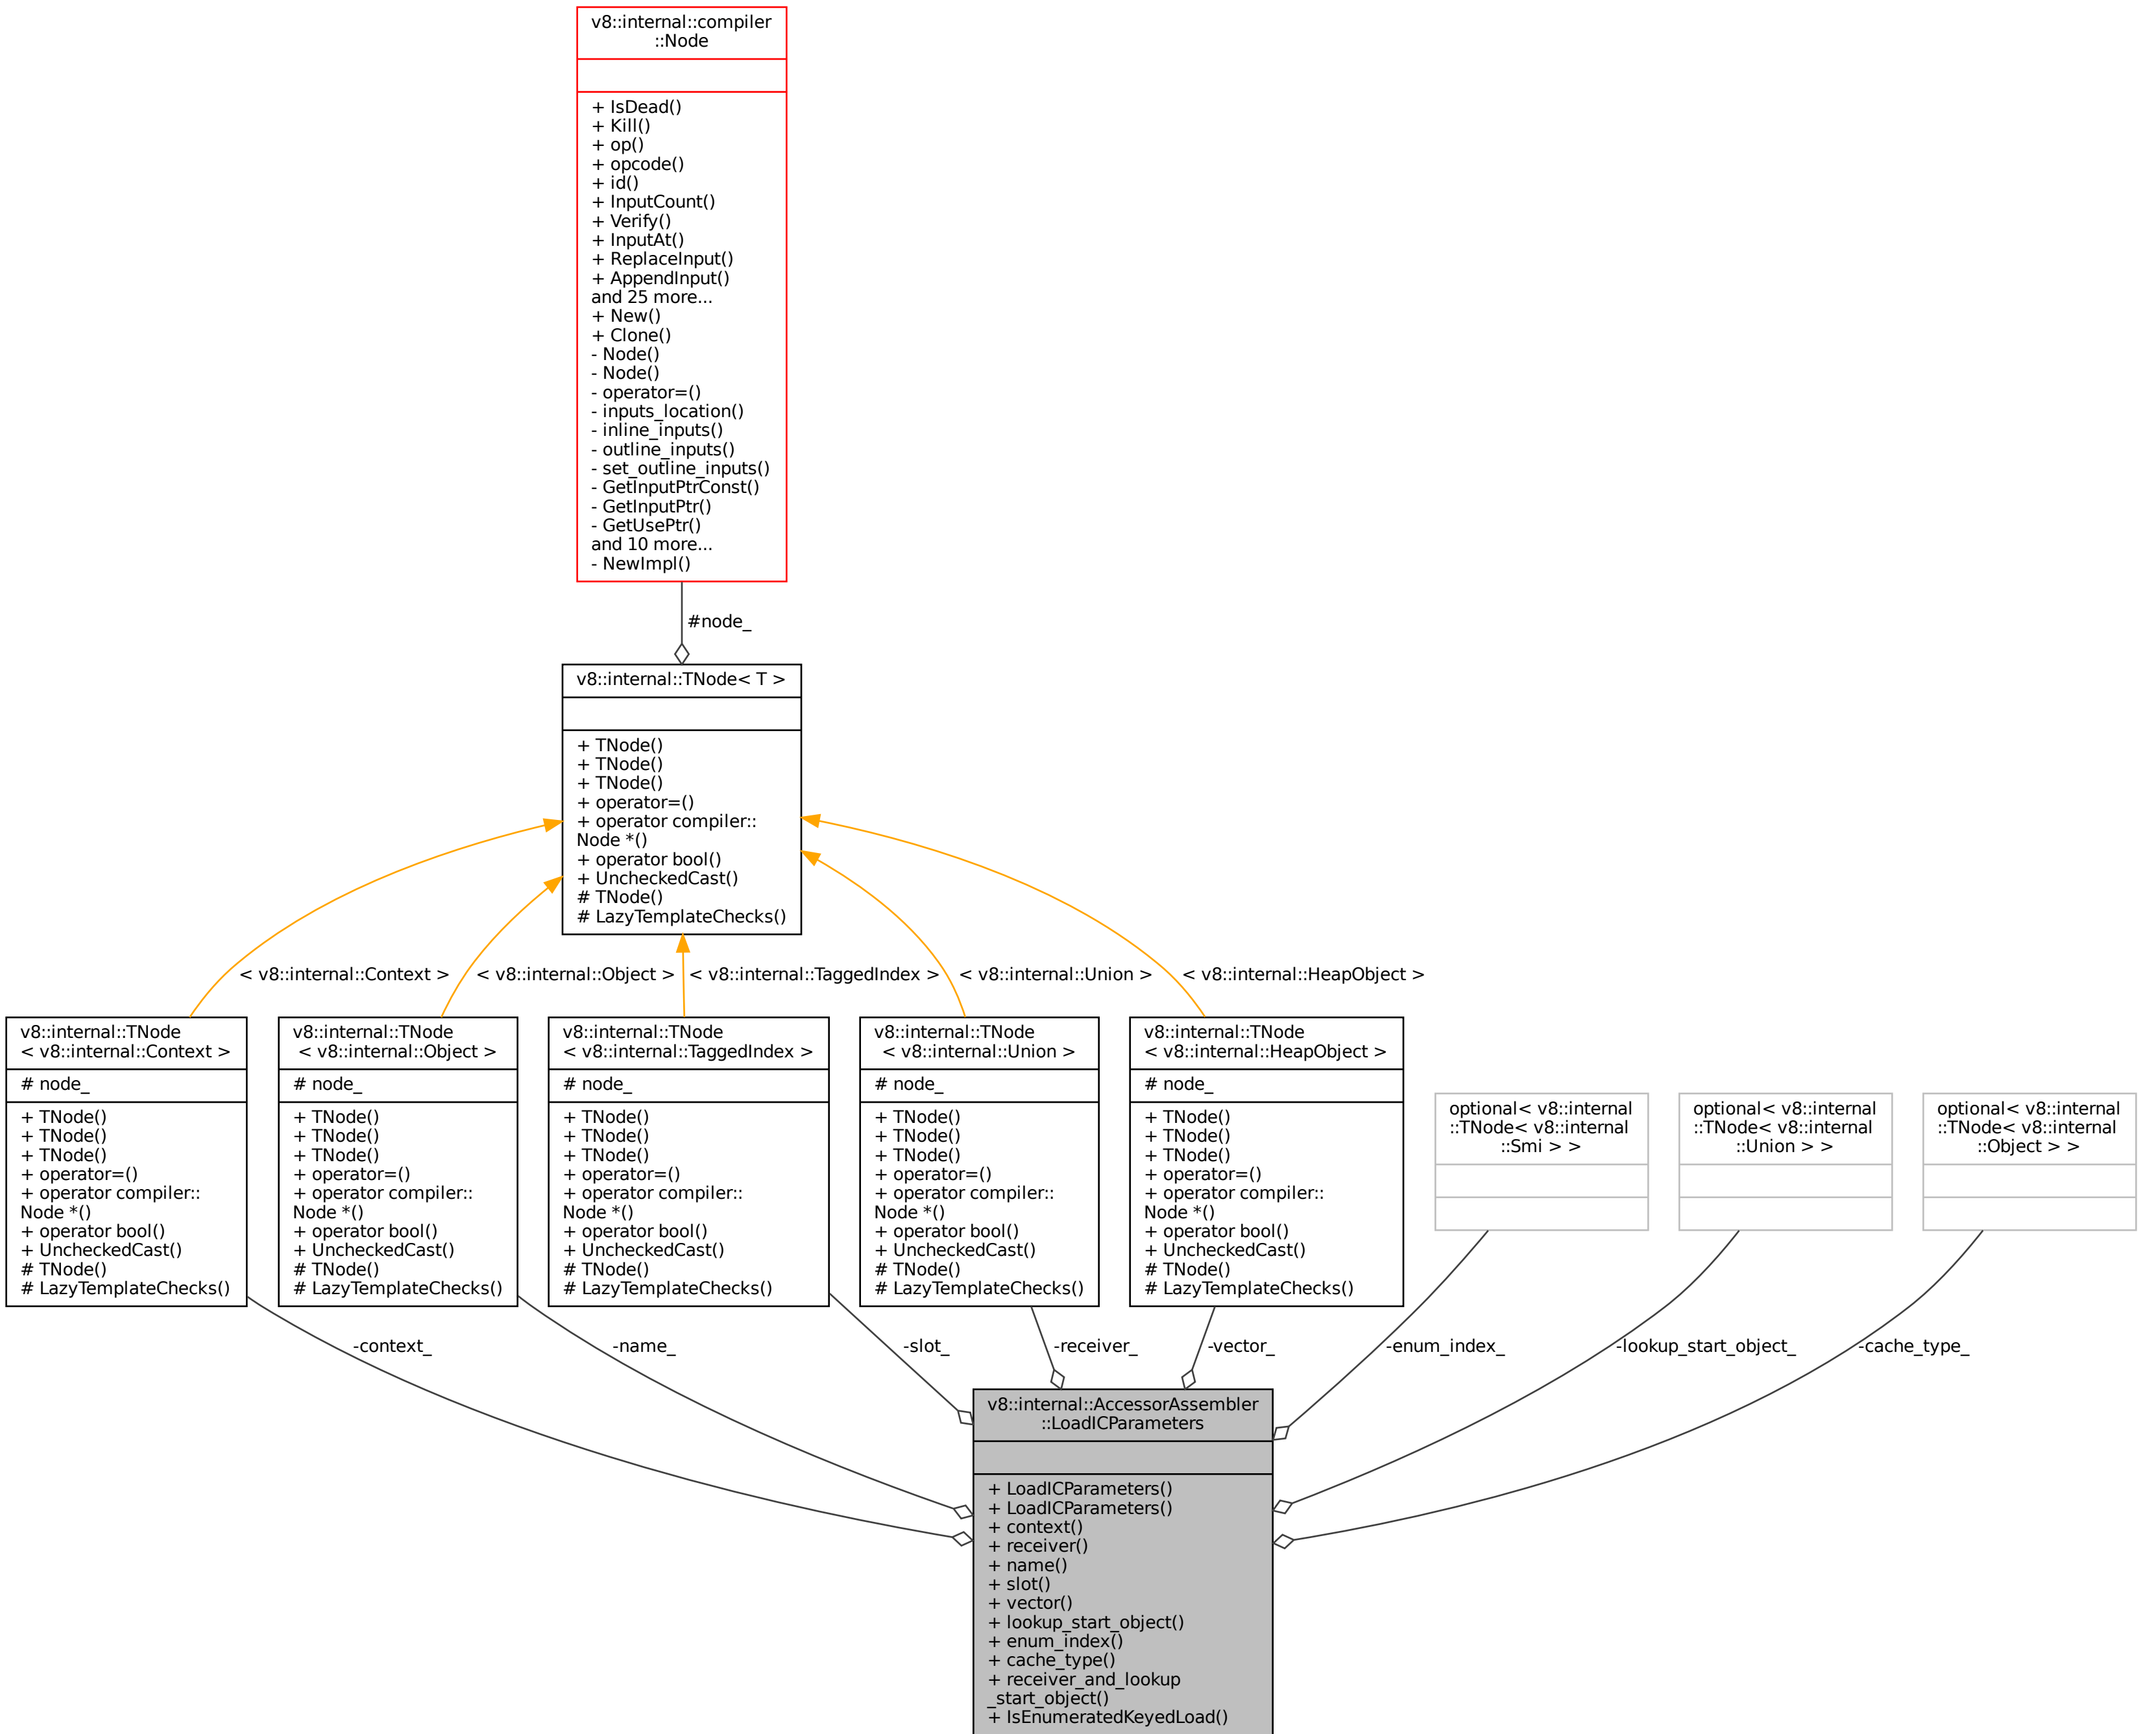 v8::internal::compiler
::Node
+ IsDead()
+ Kill()
+ op()
+ opcode()
+ id()
+ InputCount()
+ Verify()
+ InputAt()
+ ReplaceInput()
+ AppendInput()
and 25 more...
+ New()
+ Clone()
- Node()
- Node()
- operator=()
- inputs_location()
- inline_inputs()
- outline_inputs()
- set_outline_inputs()
- GetInputPtrConst()
- GetInputPtr()
- GetUsePtr()
and 10 more...
- NewImpl()
#node_
v8::internal::TNode< T >
+ TNode()
+ TNode()
+ TNode()
+ operator=()
+ operator compiler::
Node *()
+ operator bool()
+ UncheckedCast()
# TNode()
# LazyTemplateChecks()
< v8::internal::Context >
< v8::internal::Object >
< v8::internal::TaggedIndex >
< v8::internal::Union >
< v8::internal::HeapObject >
v8::internal::TNode
< v8::internal::Context >
# node_
+ TNode()
+ TNode()
+ TNode()
+ operator=()
+ operator compiler::
Node *()
+ operator bool()
+ UncheckedCast()
# TNode()
# LazyTemplateChecks()
v8::internal::TNode
< v8::internal::Object >
# node_
+ TNode()
+ TNode()
+ TNode()
+ operator=()
+ operator compiler::
Node *()
+ operator bool()
+ UncheckedCast()
# TNode()
# LazyTemplateChecks()
v8::internal::TNode
< v8::internal::TaggedIndex >
# node_
+ TNode()
+ TNode()
+ TNode()
+ operator=()
+ operator compiler::
Node *()
+ operator bool()
+ UncheckedCast()
# TNode()
# LazyTemplateChecks()
v8::internal::TNode
< v8::internal::Union >
# node_
+ TNode()
+ TNode()
+ TNode()
+ operator=()
+ operator compiler::
Node *()
+ operator bool()
+ UncheckedCast()
# TNode()
# LazyTemplateChecks()
v8::internal::TNode
< v8::internal::HeapObject >
# node_
+ TNode()
+ TNode()
+ TNode()
+ operator=()
+ operator compiler::
Node *()
+ operator bool()
+ UncheckedCast()
# TNode()
# LazyTemplateChecks()
optional< v8::internal
::TNode< v8::internal
::Smi > >
optional< v8::internal
::TNode< v8::internal
::Union > >
optional< v8::internal
::TNode< v8::internal
::Object > >
-context_
-name_
-slot_
-receiver_
-vector_
-enum_index_
-lookup_start_object_
-cache_type_
v8::internal::AccessorAssembler
::LoadICParameters
+ LoadICParameters()
+ LoadICParameters()
+ context()
+ receiver()
+ name()
+ slot()
+ vector()
+ lookup_start_object()
+ enum_index()
+ cache_type()
+ receiver_and_lookup
_start_object()
+ IsEnumeratedKeyedLoad()